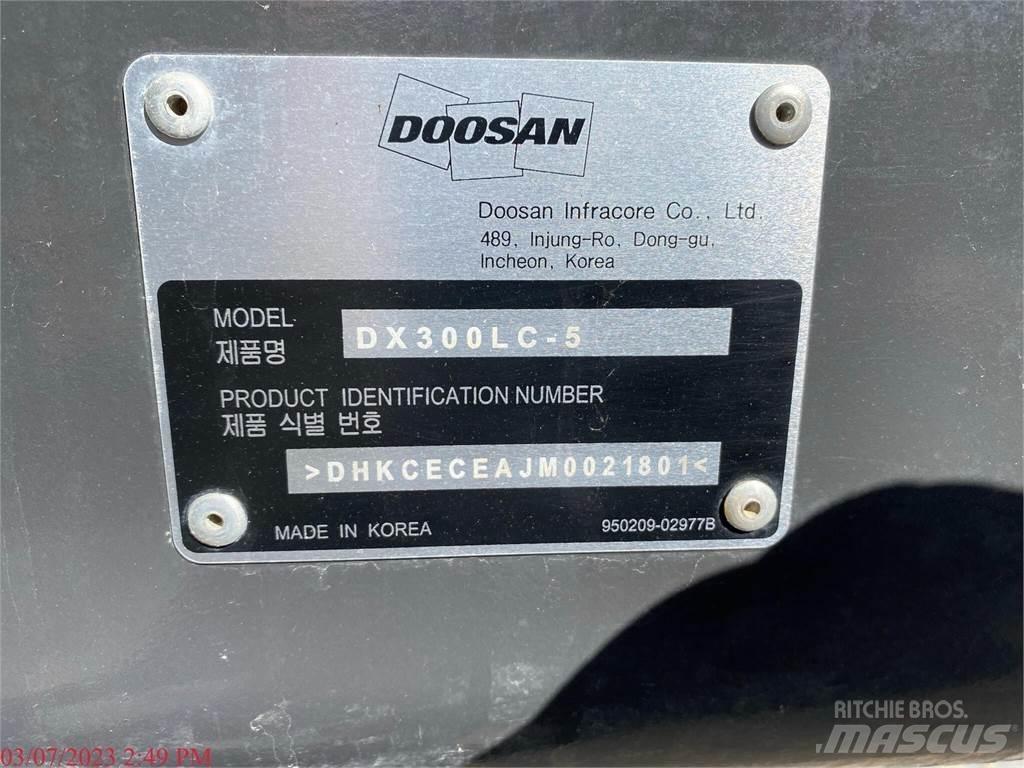 DOOSAN
Doosan Infracore Co., Ltd.
489, Injung-Ro, Dong-gu,
Incheon, Korea
MODEL DX300LC-5
제품명
PRODUCT IDENTIFICATION NUMBER
제품 식별 번호
>DHKCECEAJM0021801<
MADE IN KOREA 950209-02977B
RITCHIE BROS.
MASCUS
03/07/2023 2:49 PM